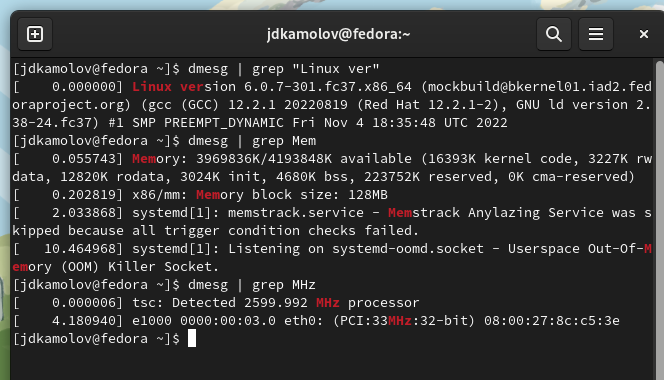 jdkamolov@fedora:~
[jdkamolov@fedora ~]$ dmesg | grep "Linux ver"
[    0.000000] Linux version 6.0.7-301.fc37.x86_64 (mockbuild@bkernel01.iad2.fed
oraproject.org) (gcc (GCC) 12.2.1 20220819 (Red Hat 12.2.1-2), GNU ld version 2.
38-24.fc37) #1 SMP PREEMPT_DYNAMIC Fri Nov 4 18:35:48 UTC 2022
[jdkamolov@fedora ~]$ dmesg | grep Mem
[    0.055743] Memory: 3969836K/4193848K available (16393K kernel code, 3227K rw
data, 12820K rodata, 3024K init, 4680K bss, 223752K reserved, 0K cma-reserved)
[    0.202819] x86/mm: Memory block size: 128MB
[    2.033868] systemd[1]: memstrack.service - Memstrack Anylazing Service was s
kipped because all trigger condition checks failed.
[   10.464968] systemd[1]: Listening on systemd-oomd.socket - Userspace Out-Of-M
emory (OOM) Killer Socket.
[jdkamolov@fedora ~]$ dmesg | grep MHz
[    0.000006] tsc: Detected 2599.992 MHz processor
[    4.180940] e1000 0000:00:03.0 eth0: (PCI:33MHz:32-bit) 08:00:27:8c:c5:3e
[jdkamolov@fedora ~]$